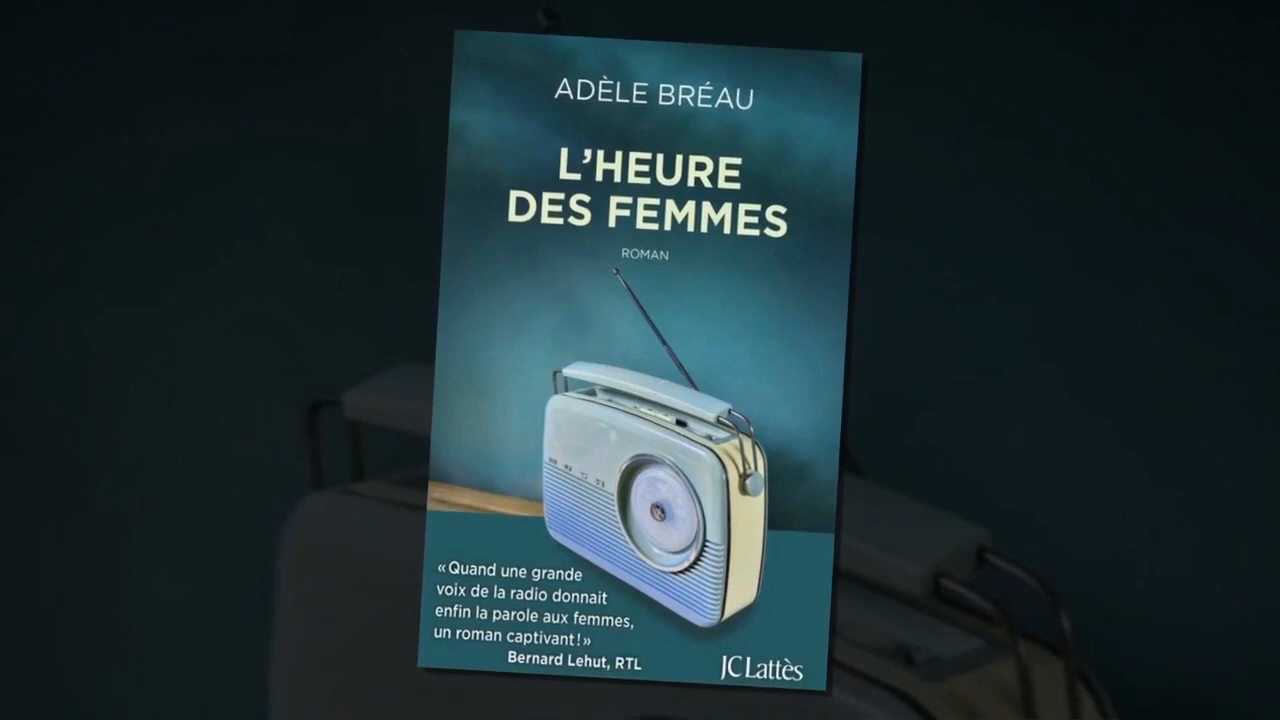 ADÈLE BRÉAU
L’HEURE
DES FEMMES
ROMAN
« Quand une grande
voix de la radio donnait
enfin la parole aux femmes,
un roman captivant ! »
Bernard Lehut, RTL
JC Lattès